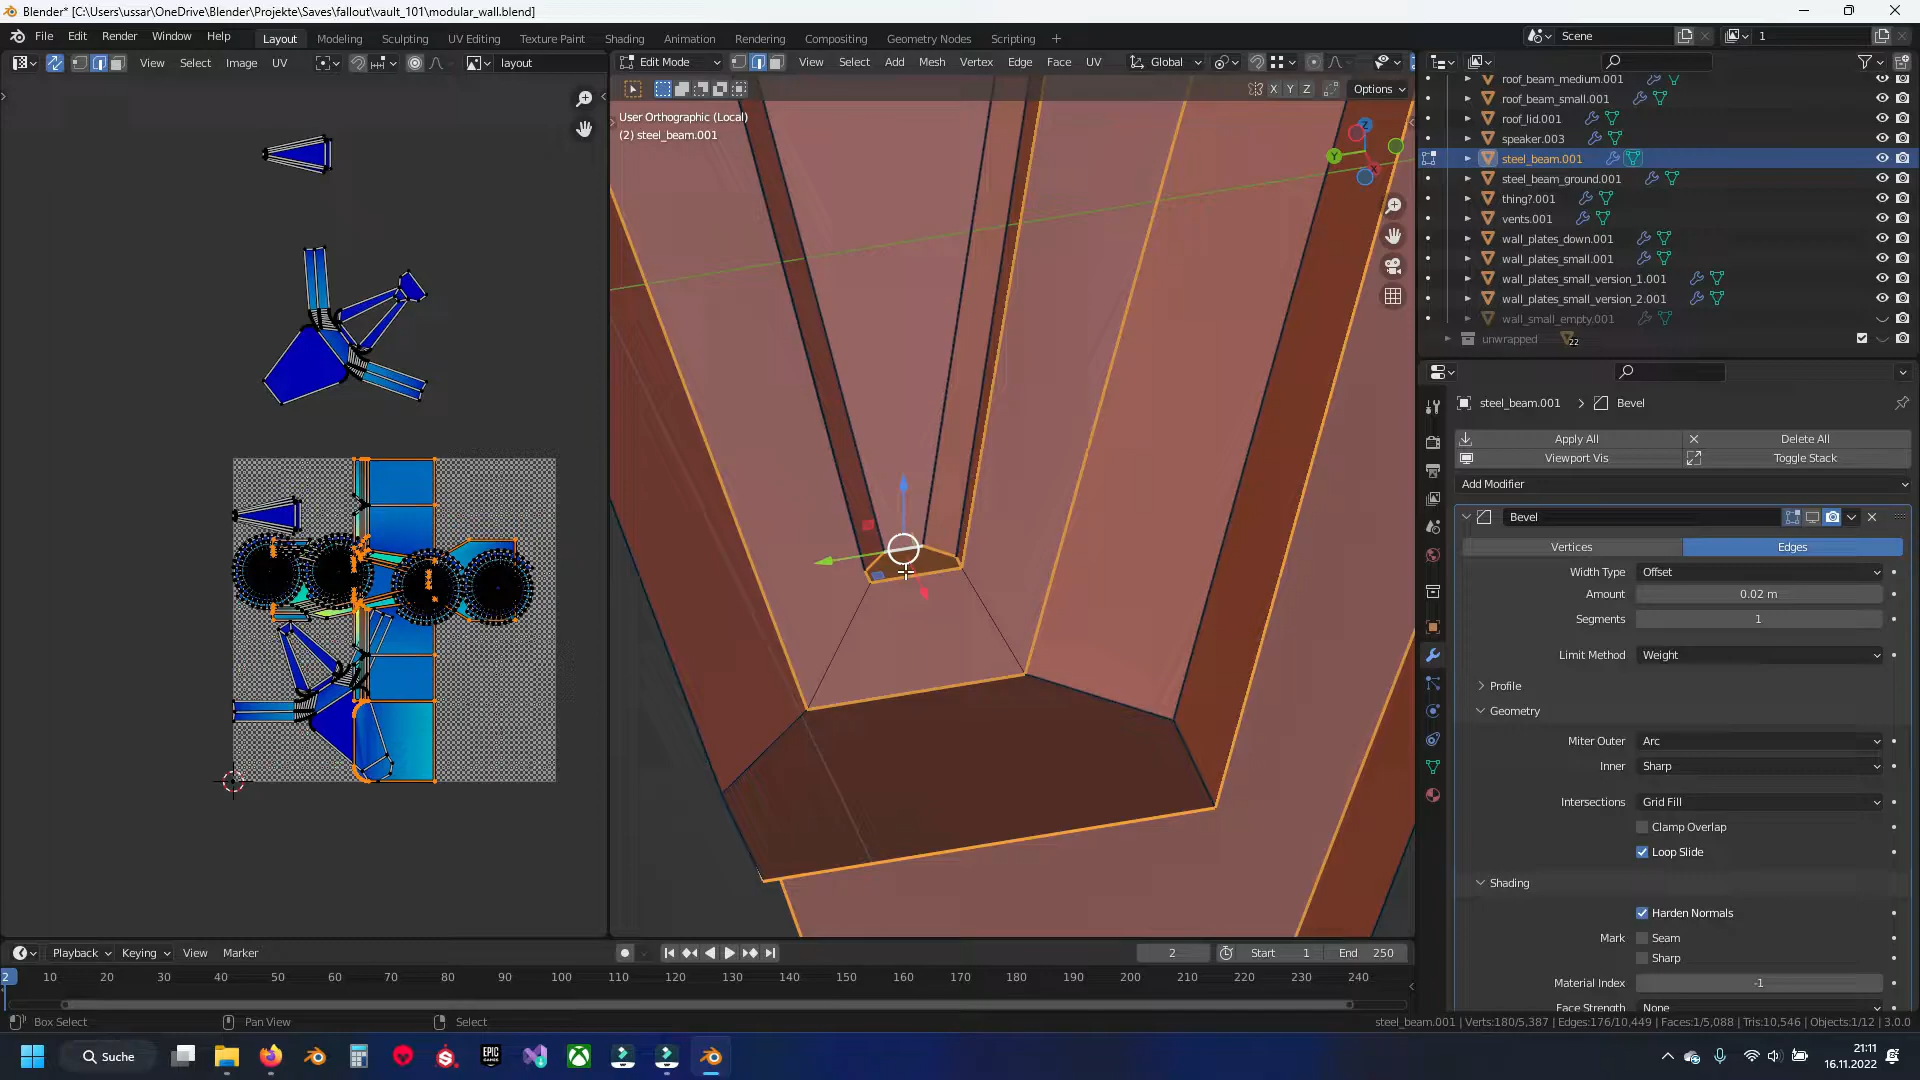 Blender* [C:\Users\ussar\OneDrive\Blender\Projekte\Saves\fallout\vault_101\modular_wall.blend]
File Edit Render Window Help
Layout Modeling Sculpting UV Editing Texture Paint Shading Animation Rendering Compositing Geometry Nodes Scripting
Scene
1
View Select Image UV
layout
Edit Mode
View Select Add Mesh Vertex Edge Face UV
Global
X Y Z
Options
User Orthographic (Local)
(2) steel_beam.001
Z
Y
X
roof_beam_medium.001
roof_beam_small.001
roof_lid.001
speaker.003
steel_beam.001
steel_beam_ground.001
thing?.001
vents.001
wall_plates_down.001
wall_plates_small.001
wall_plates_small_version_1.001
wall_plates_small_version_2.001
wall_small_empty.001
unwrapped
22
steel_beam.001 > Bevel
Apply All
Delete All
Viewport Vis
Toggle Stack
Add Modifier
Bevel
Vertices
Edges
Width Type Offset
Amount 0.02 m
Segments 1
Limit Method Weight
Profile
Geometry
Miter Outer Arc
Inner Sharp
Intersections Grid Fill
Clamp Overlap
Loop Slide
Shading
Harden Normals
Mark Seam
Sharp
Material Index -1
Face Strength None
Playback Keying View Marker
2
Start 1
End 250
2 10 20 30 40 50 60 70 80 90 100 110 120 130 140 150 160 170 180 190 200 210 220 230 240
Box Select
Pan View
Select
steel_beam.001 | Verts:180/5,387 | Edges:176/10,449 | Faces:1/5,088 | Tris:10,546 | Objects:1/12 | 3.0.0
Suche
EPIC GAMES
21:11
16.11.2022